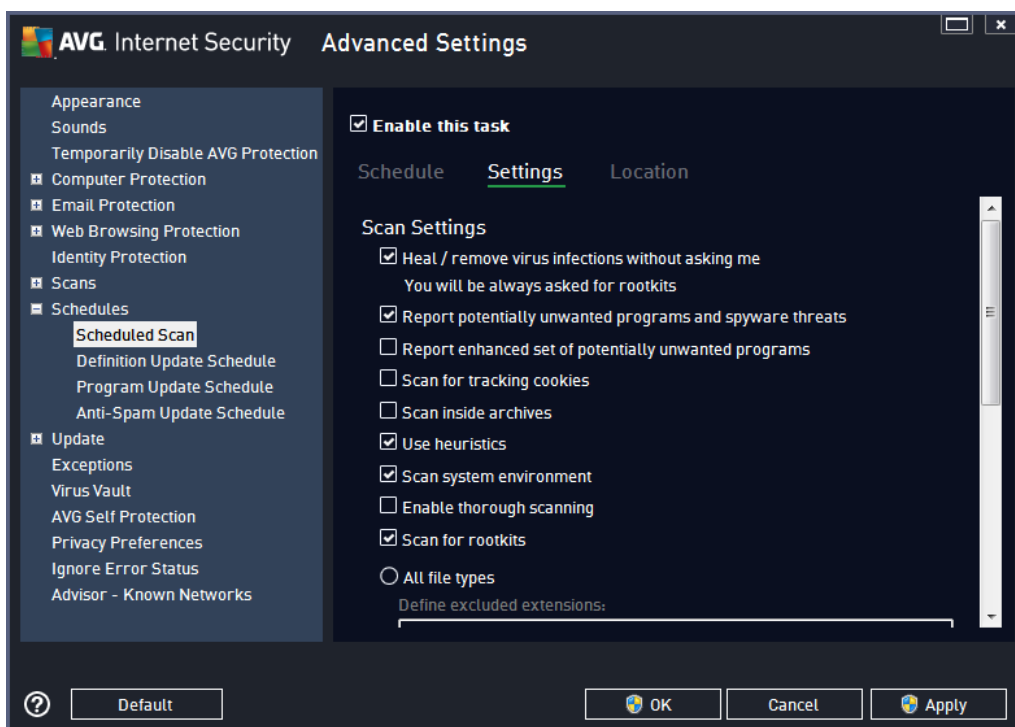 AVG. Internet Security Advanced Settings
Appearance
Sounds
Temporarily Disable AVG Protection
Computer Protection
Email Protection
Web Browsing Protection
Identity Protection
Scans
Schedules
Scheduled Scan
Definition Update Schedule
Program Update Schedule
Anti-Spam Update Schedule
Update
Exceptions
Virus Vault
AVG Self Protection
Privacy Preferences
Ignore Error Status
Advisor - Known Networks
Enable this task
Schedule Settings Location
Scan Settings
Heal / remove virus infections without asking me
You will be always asked for rootkits
Report potentially unwanted programs and spyware threats
Report enhanced set of potentially unwanted programs
Scan for tracking cookies
Scan inside archives
Use heuristics
Scan system environment
Enable thorough scanning
Scan for rootkits
All file types
Define excluded extensions:
? Default OK Cancel Apply